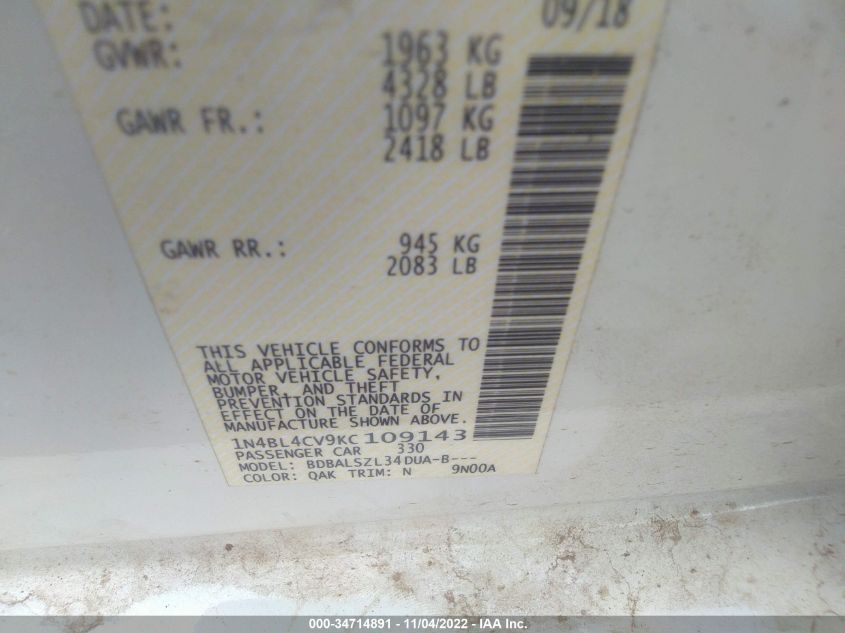 DATE: 09/18
GVWR: 1963 KG
4328 LB
GAWR FR.: 1097 KG
2418 LB
GAWR RR.: 945 KG
2083 LB
THIS VEHICLE CONFORMS TO
ALL APPLICABLE FEDERAL
MOTOR VEHICLE SAFETY,
BUMPER, AND THEFT
PREVENTION STANDARDS IN
EFFECT ON THE DATE OF
MANUFACTURE SHOWN ABOVE.
1N4BL4CV9KC109143
PASSENGER CAR 330
MODEL: BDBALSZL34DUA-B---
COLOR: QAK TRIM: N 9N00A
000-34714891 - 11/04/2022 - IAA Inc.